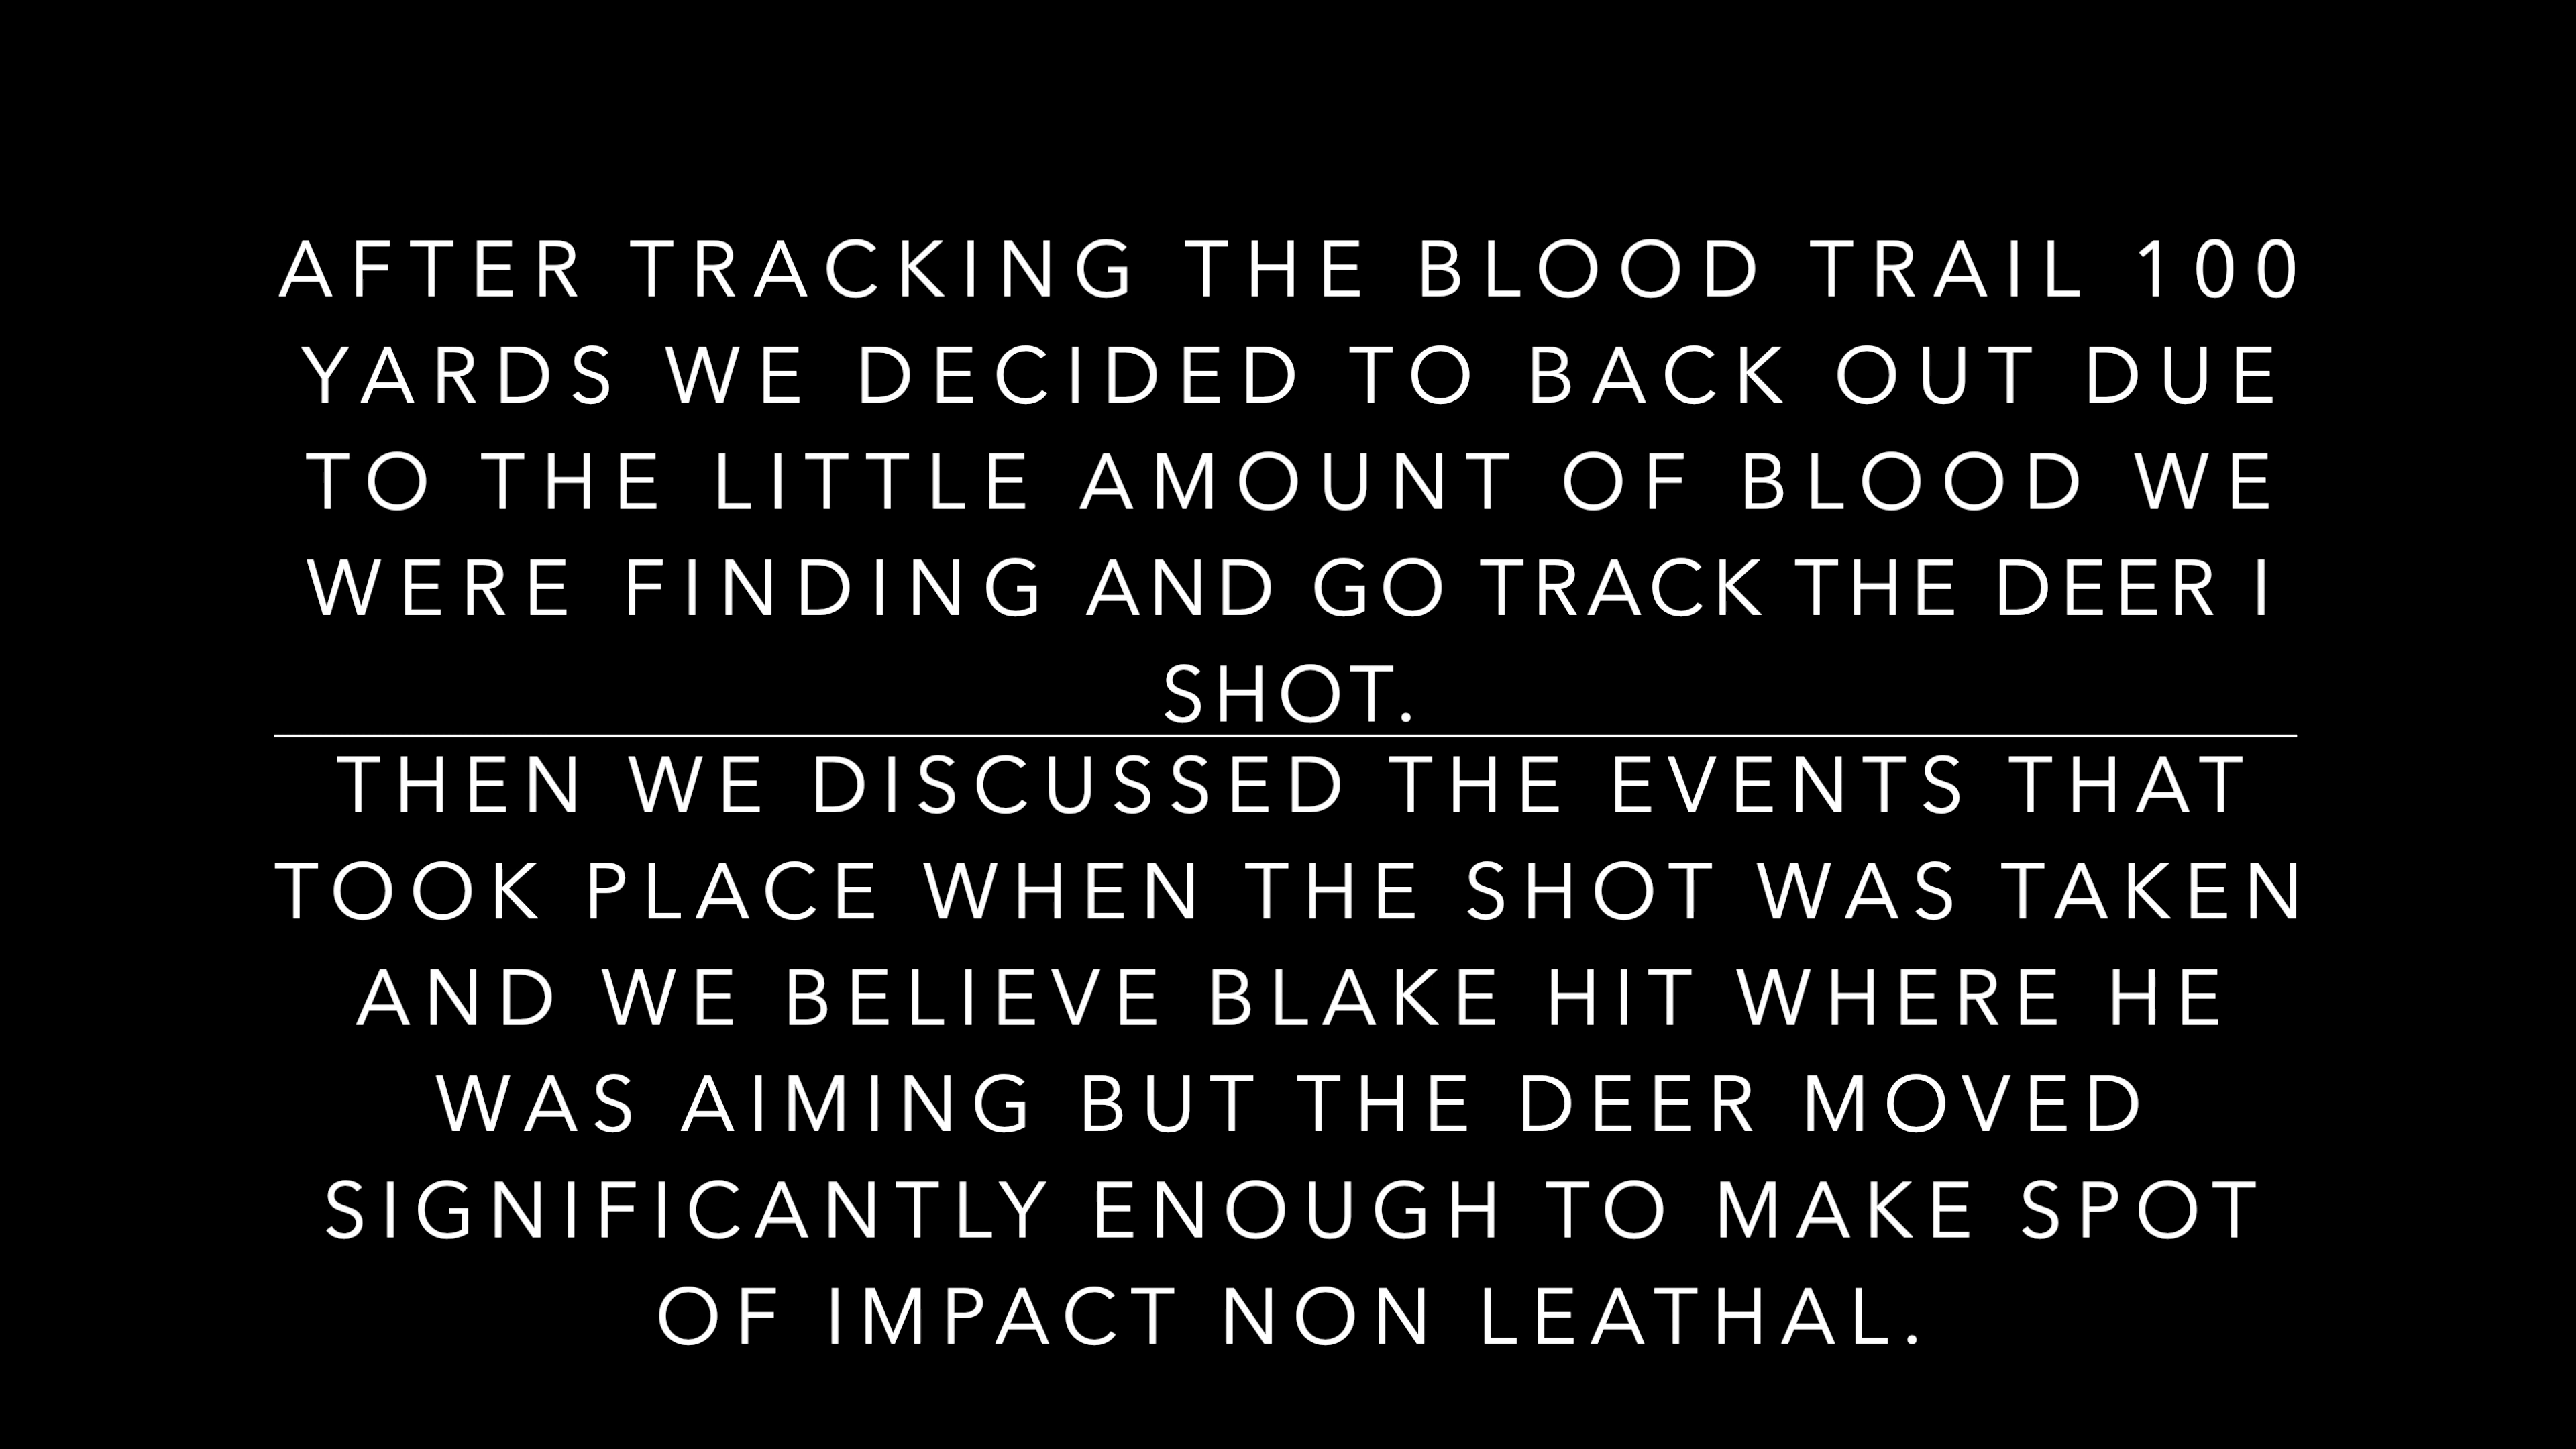 AFTER TRACKING THE BLOOD TRAIL 100
YARDS WE DECIDED TO BACK OUT DUE
TO THE LITTLE AMOUNT OF BLOOD WE
WERE FINDING AND GO TRACK THE DEER I
SHOT.
THEN WE DISCUSSED THE EVENTS THAT
TOOK PLACE WHEN THE SHOT WAS TAKEN
AND WE BELIEVE BLAKE HIT WHERE HE
WAS AIMING BUT THE DEER MOVED
SIGNIFICANTLY ENOUGH TO MAKE SPOT
OF IMPACT NON LEATHAL.